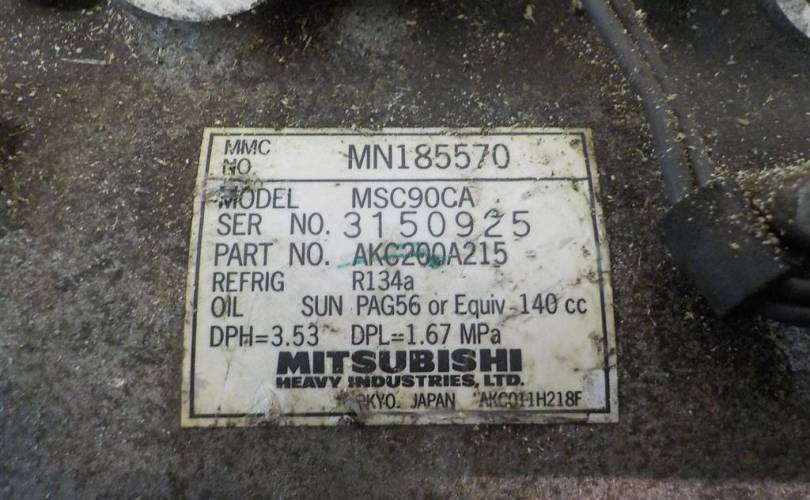 MMC
NO MN185570
MODEL MSC90CA
SER NO. 3150925
PART NO. AKC200A215
REFRIG R134a
OIL SUN PAG56 or Equiv 140 cc
DPH=3.53 DPL=1.67 MPa
MITSUBISHI
HEAVY INDUSTRIES, LTD.
JAPAN AKC011H218F